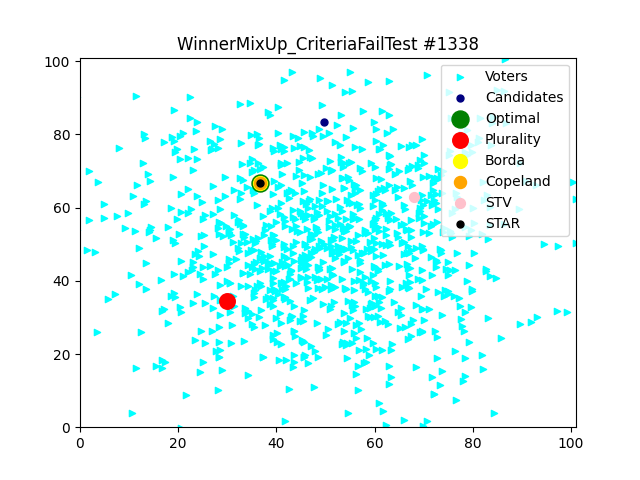 WinnerMixUp_CriteriaFailTest #1338
100
80
60
40
20
0
0 20 40 60 80 100
Voters
Candidates
Optimal
Plurality
Borda
Copeland
STV
STAR